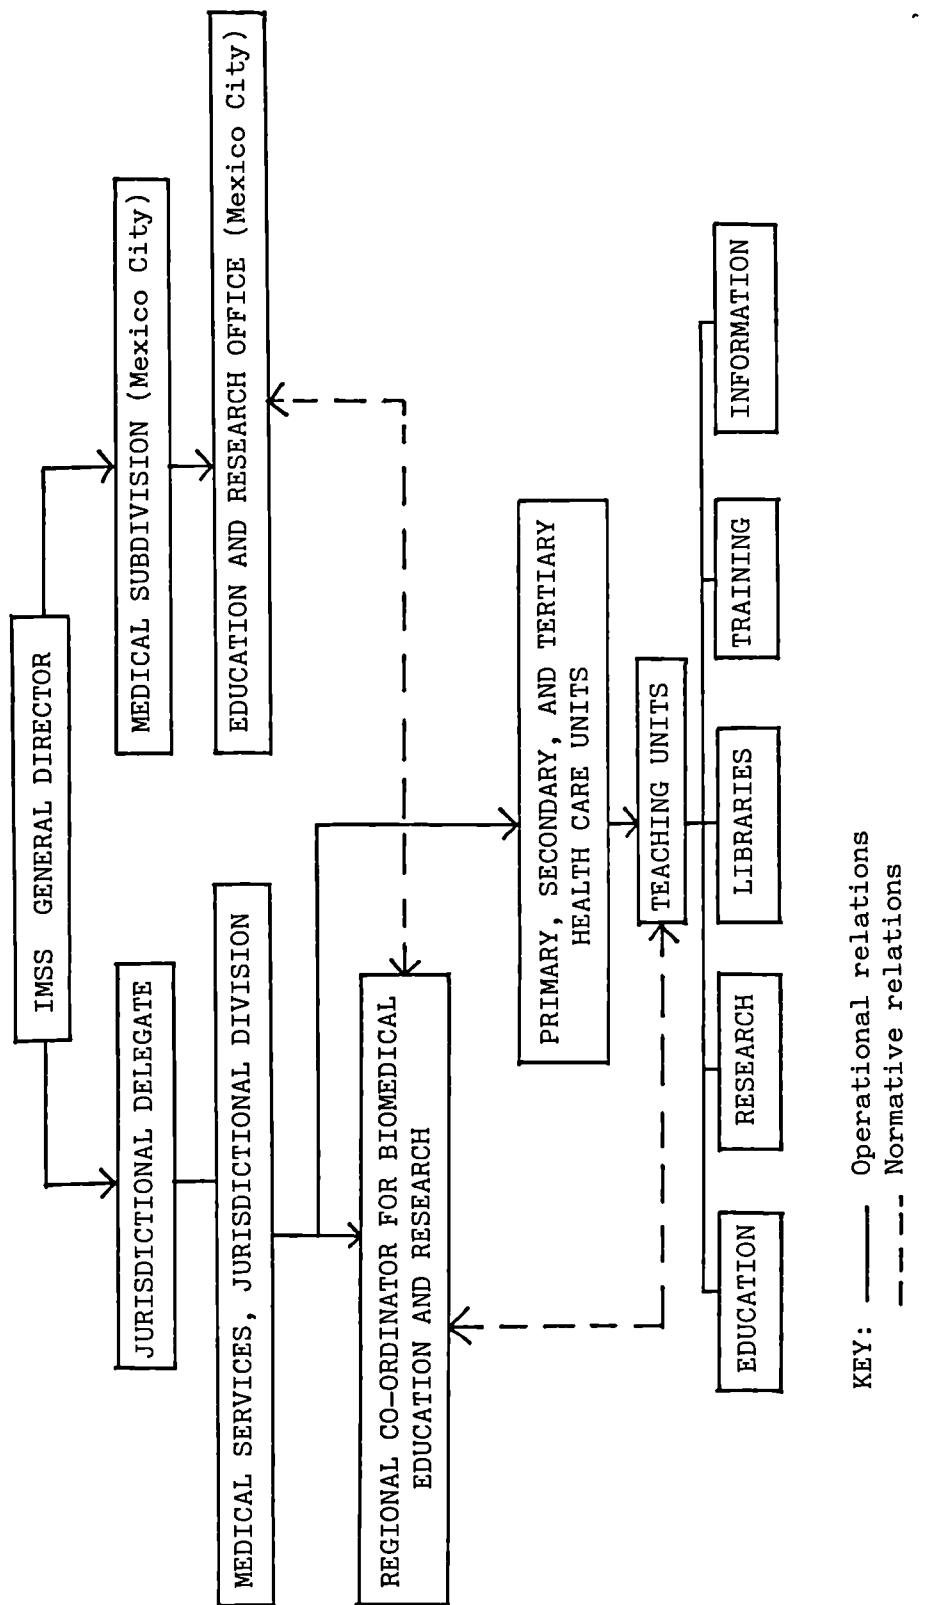 IMSS GENERAL DIRECTOR
JURISDICTIONAL DELEGATE
MEDICAL SUBDIVISION (Mexico City)
MEDICAL SERVICES, JURISDICTIONAL DIVISION
EDUCATION AND RESEARCH OFFICE (Mexico City)
REGIONAL CO-ORDINATOR FOR BIOMEDICAL
EDUCATION AND RESEARCH
PRIMARY, SECONDARY, AND TERTIARY
HEALTH CARE UNITS
TEACHING UNITS
EDUCATION
RESEARCH
LIBRARIES
TRAINING
INFORMATION
KEY: Operational relations
Normative relations